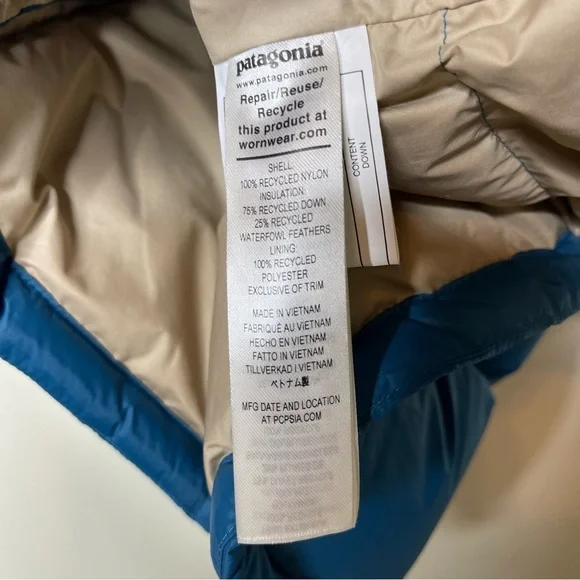 patagonia
www.patagonia.com
Repair/Reuse/
Recycle
this product at
wornwear.com
SHELL:
100% RECYCLED NYLON
INSULATION:
75% RECYCLED DOWN
25% RECYCLED
WATERFOWL FEATHERS
LINING:
100% RECYCLED
POLYESTER
EXCLUSIVE OF TRIM
MADE IN VIETNAM
FABRIQUÉ AU VIETNAM
HECHO EN VIETNAM
FATTO IN VIETNAM
TILLVERKAD I VIETNAM
ベトナム製
MFG DATE AND LOCATION
AT PCPSIA.COM
CONTENT
DOWN